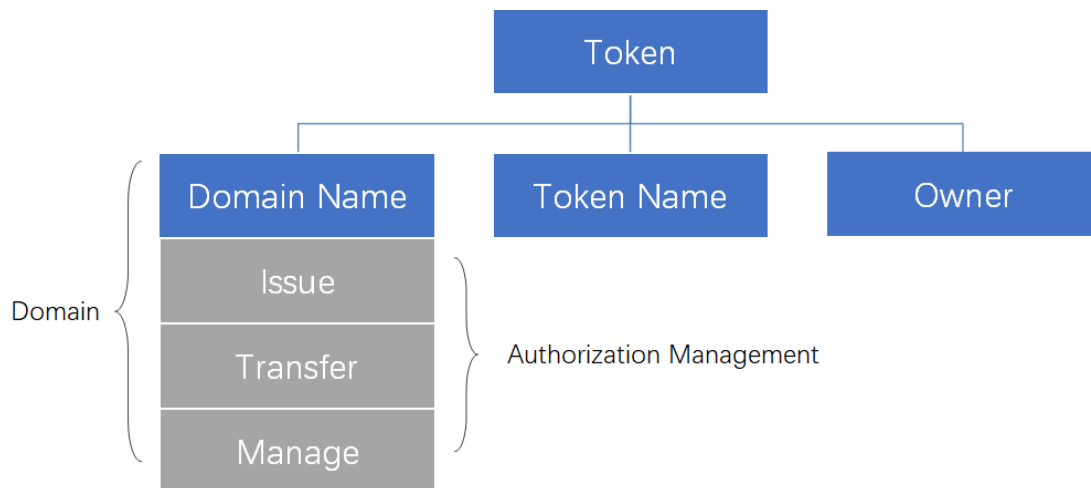 Token
Domain Name
Token Name
Owner
Issue
Domain
Transfer
Authorization Management
Manage